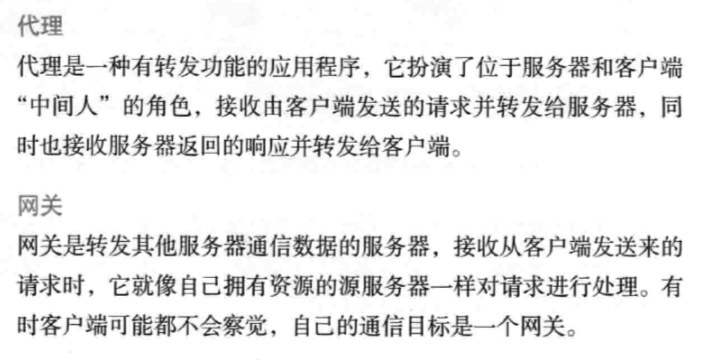 代理
代理是一种有转发功能的应用程序，它扮演了位于服务器和客户端
“中间人”的角色，接收由客户端发送的请求并转发给服务器，同
时也接收服务器返回的响应并转发给客户端。
网关
网关是转发其他服务器通信数据的服务器，接收从客户端发送来的
请求时，它就像自己拥有资源的源服务器一样对请求进行处理。有
时客户端可能都不会察觉，自己的通信目标是一个网关。